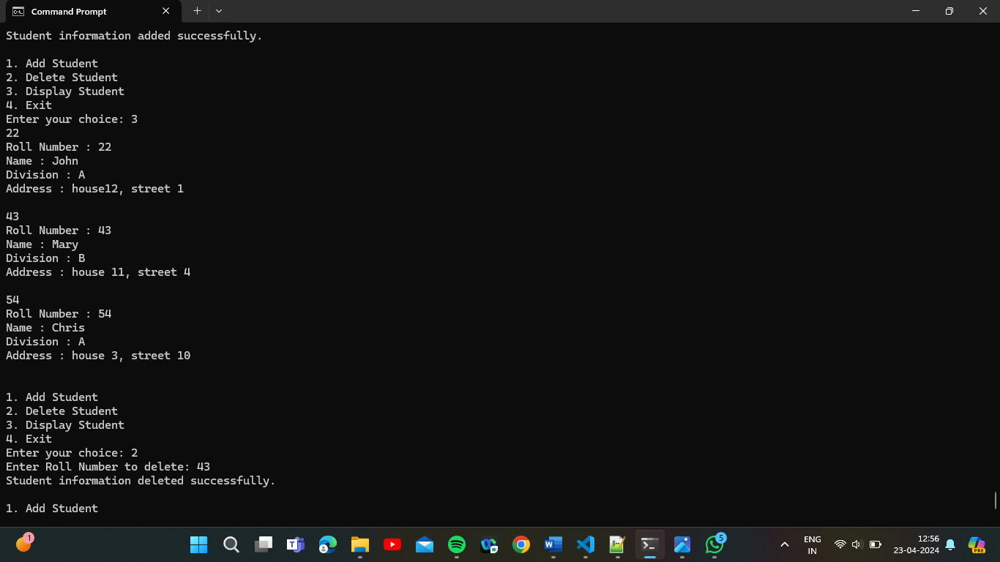 Command Prompt
Student information added successfully.
1. Add Student
2. Delete Student
3. Display Student
4. Exit
Enter your choice: 3
22
Roll Number : 22
Name : John
Division : A
Address : house12, street 1
43
Roll Number : 43
Name : Mary
Division : B
Address : house 11, street 4
54
Roll Number : 54
Name : Chris
Division : A
Address : house 3, street 10
1. Add Student
2. Delete Student
3. Display Student
4. Exit
Enter your choice: 2
Enter Roll Number to delete: 43
Student information deleted successfully.
1. Add Student
1
5
ENG
IN
12:56
23-04-2024
PRE